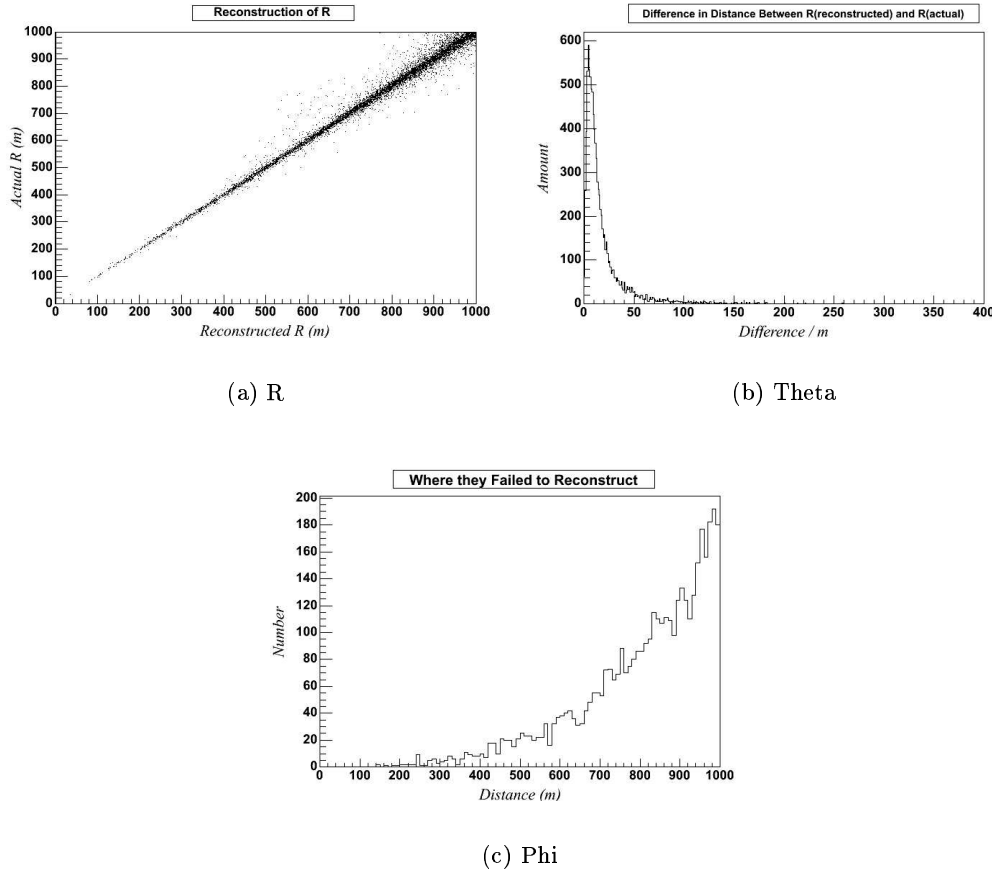 Reconstruction of R
1000
900
800
700
600
500
400
300
200
100
0
Actual R (m)
0 100 200 300 400 500 600 700 800 900 1000
Reconstructed R (m)
(a) R
Difference in Distance Between R(reconstructed) and R(actual)
600
500
400
300
200
100
0
Amount
0 50 100 150 200 250 300 350 400
Difference / m
(b) Theta
Where they Failed to Reconstruct
200
180
160
140
120
100
80
60
40
20
0
Number
0 100 200 300 400 500 600 700 800 900 1000
Distance (m)
(c) Phi